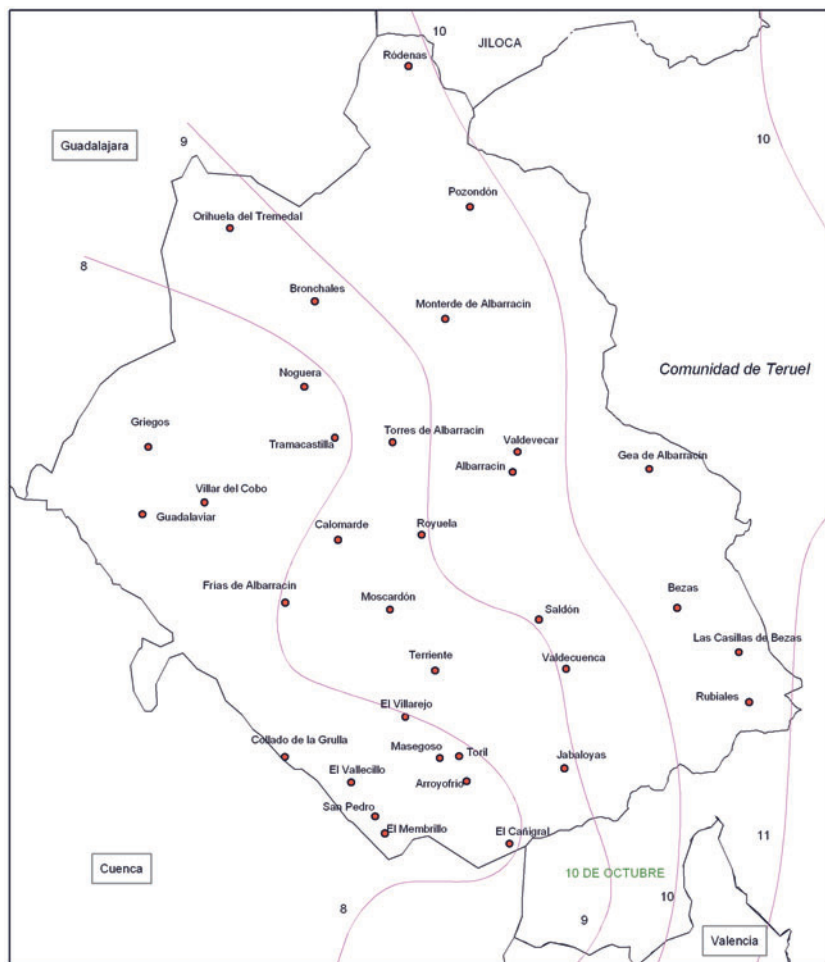 10
JILOCA
Ródenas
10
Guadalajara
9
Pozondón
Orihuela del Tremedal
8
Bronchales
Monterde de Albarracín
Comunidad de Teruel
Noguera
Griegos
Tramacastilla
Torres de Albarracín
Valdevecar
Albarracín
Gea de Albarracín
Villar del Cobo
Guadalaviar
Calomarde
Royuela
Frías de Albarracín
Moscardón
Bezas
Saldón
Las Casillas de Bezas
Terriente
Valdecuenca
Rubiales
El Villarejo
Collado de la Grulla
Masegoso
Toril
Jabaloyas
El Vallecillo
Arroyofrío
San Pedro
El Membrillo
El Cañigral
11
Cuenca
10 DE OCTUBRE
10
8
9
Valencia